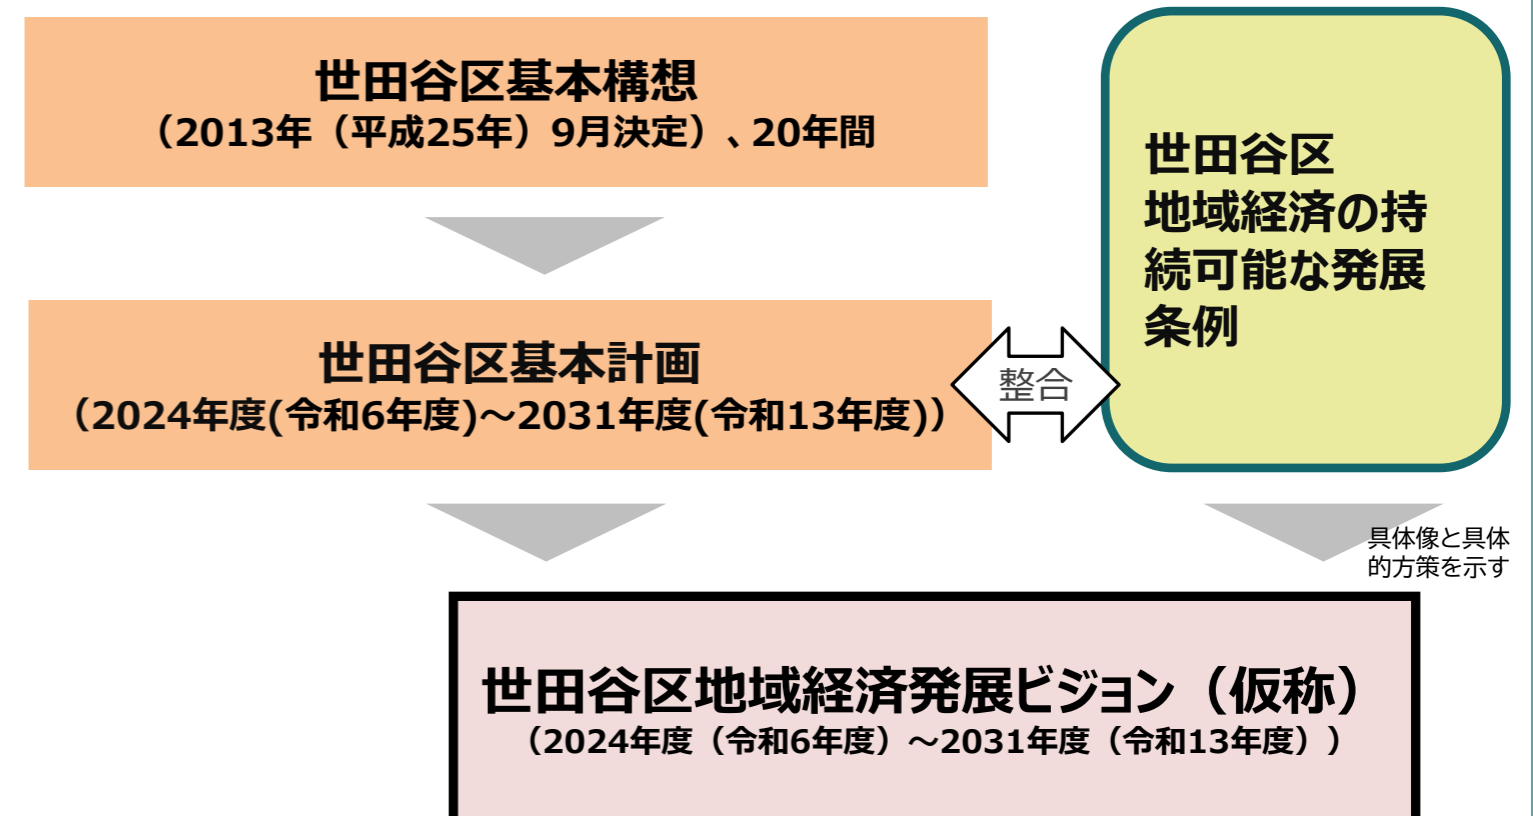 世田谷区基本構想
（2013年（平成25年）9月決定）、20年間
世田谷区
地域経済の持
続可能な発展
条例
世田谷区基本計画
（2024年度(令和6年度)～2031年度(令和13年度)）
整合
具体像と具体
的方策を示す
世田谷区地域経済発展ビジョン（仮称）
（2024年度（令和6年度）～2031年度（令和13年度））